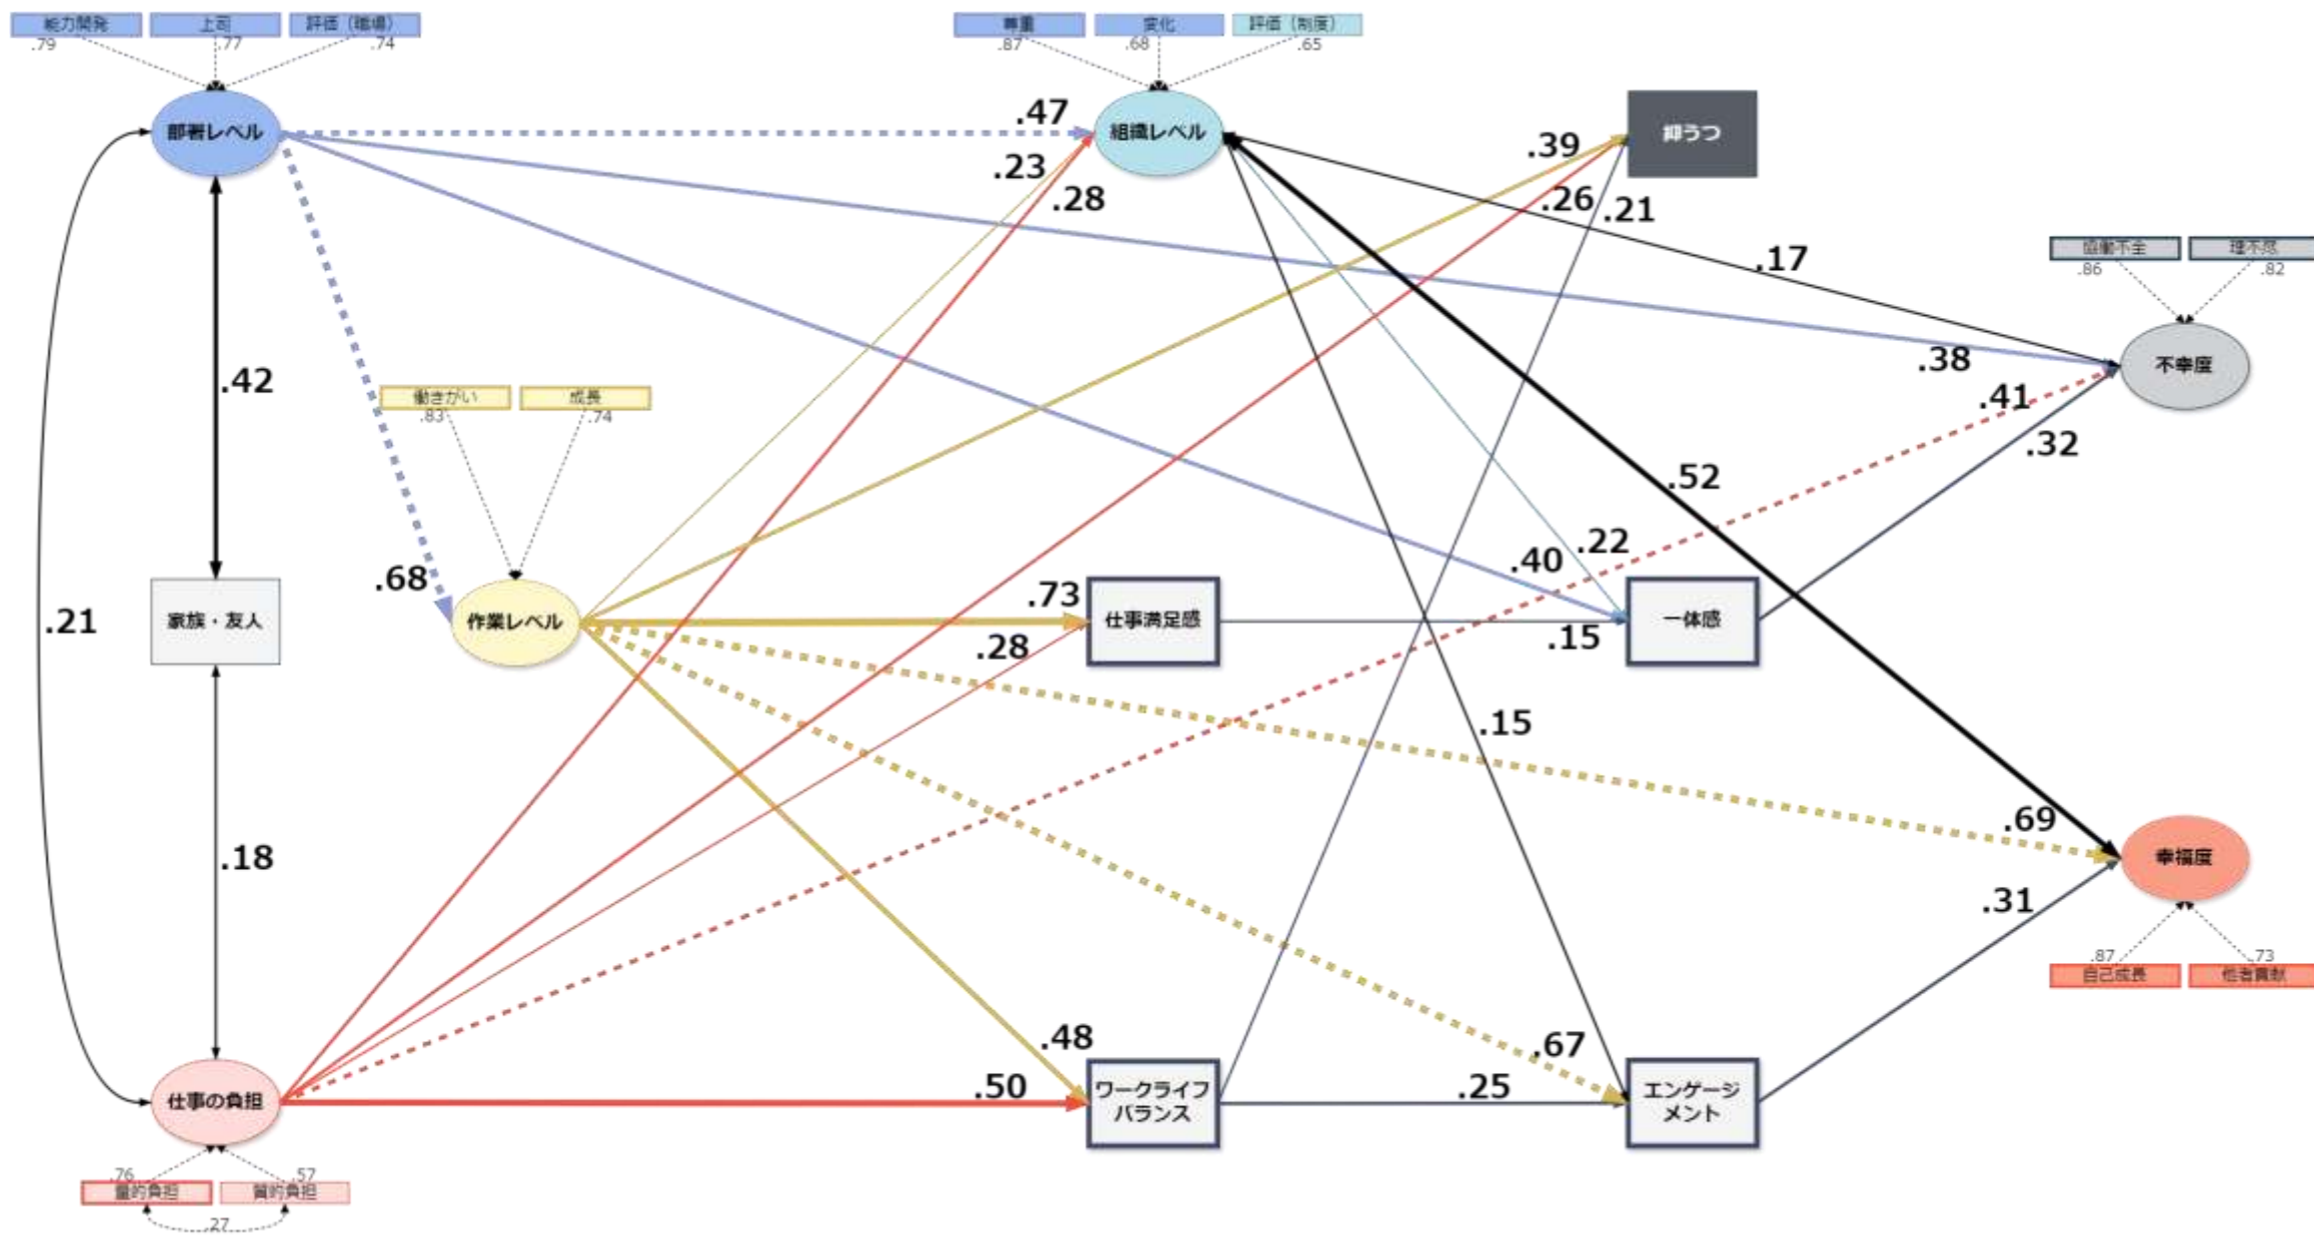 能力開発
上司
評価（職場）
.79
.77
.74
尊重
変化
評価（制度）
.87
.68
.65
部署レベル
.47
組織レベル
.39
抑うつ
.23
.28
.26
.21
.17
協働不全
理不尽
.86
.82
不幸度
.38
.41
.32
.42
働きがい
成長
.83
.74
.52
.22
.40
.68
家族・友人
.21
作業レベル
.73
仕事満足感
.28
一体感
.15
.15
.69
幸福度
.31
.18
.87
.73
自己成長
他者貢献
.48
.67
.50
ワークライフ
バランス
.25
エンゲージ
メント
仕事の負担
.76
.57
量的負担
質的負担
.27